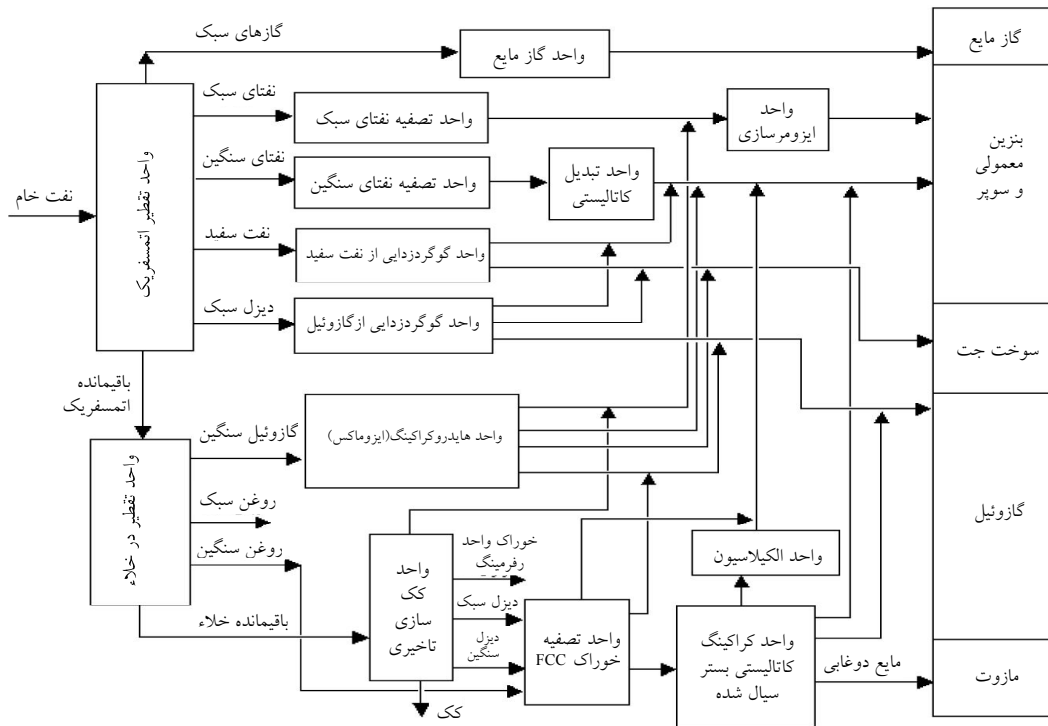 گازهای سبک
واحد گاز مایع
گاز مایع
نفتای سبک
واحد تصفیه نفتای سبک
واحد
ایزومرسازی
بنزین
معمولی
و سوپر
نفتای سنگین
واحد تصفیه نفتای سنگین
واحد تبدیل
کاتالیستی
نفت خام
واحد تقطیر اتمسفریک
نفت سفید
واحد گوگردزدایی از نفت سفید
دیزل سبک
واحد گوگردزدایی ازگازوئیل
سوخت جت
باقیمانده
اتمسفریک
گازوئیل سنگین
واحد هایدروکراکینگ(ایزوماکس)
واحد تقطیر در خلاء
روغن سبک
روغن سنگین
گازوئیل
باقیمانده خلاء
واحد
کک
سازی
تاخیری
خوراک واحد
رفرمینگ
دیزل سبک
دیزل
سنگین
کک
واحد تصفیه
خوراک FCC
واحد الکیلاسیون
واحد کراکینگ
کاتالیستی بستر
سیال شده
مایع دوغابی
مازوت